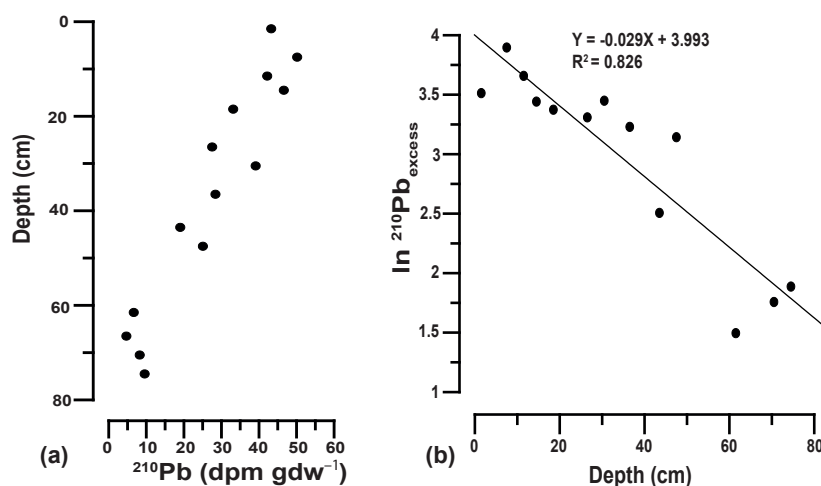 0
20
40
60
80
Depth (cm)
0 10 20 30 40 50 60
(a)
²¹⁰Pb (dpm gdw⁻¹)
Y = -0.029X + 3.993
R² = 0.826
4
3.5
3
2.5
2
1.5
1
ln ²¹⁰Pbexcess
0 20 40 60 80
(b)
Depth (cm)